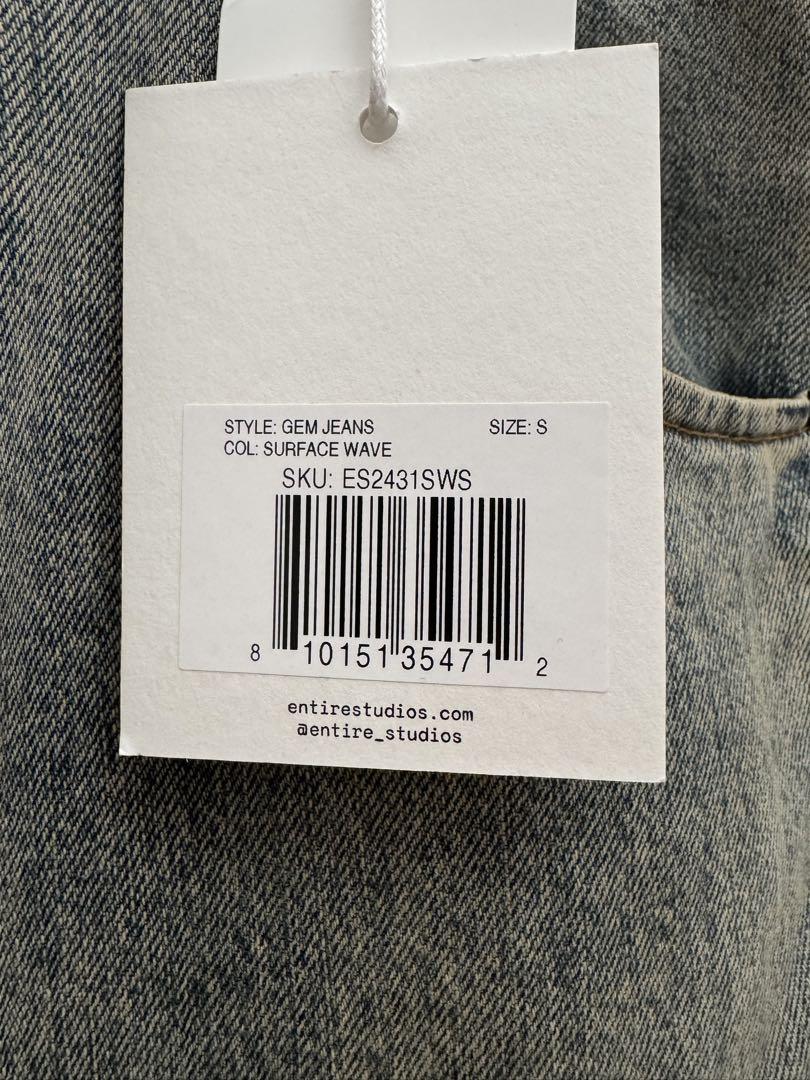 STYLE: GEM JEANS SIZE: S
COL: SURFACE WAVE
SKU: ES2431SWS
8 10151 35471 2
entirestudios.com
@entire_studios